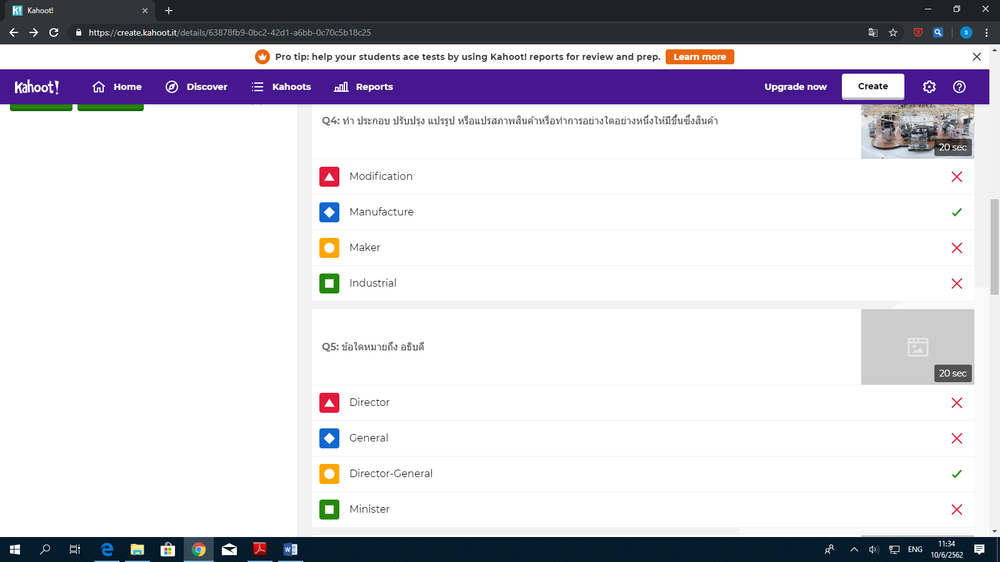 Kahoot!
https://create.kahoot.it/details/63878fb9-0bc2-42d1-a6bb-0c70c5b18c25
s
Pro tip: help your students ace tests by using Kahoot! reports for review and prep. Learn more
Kahoot! Home Discover Kahoots Reports Upgrade now Create
Q4: ทำ ประกอบ ปรับปรุง แปรรูป หรือแปรสภาพสินค้าหรือทำการอย่างใดอย่างหนึ่งให้มีขึ้นซึ่งสินค้า
20 sec
Modification
Manufacture
Maker
Industrial
Q5: ข้อใดหมายถึง อธิบดี
20 sec
Director
General
Director-General
Minister
ENG
11:34
10/6/2562